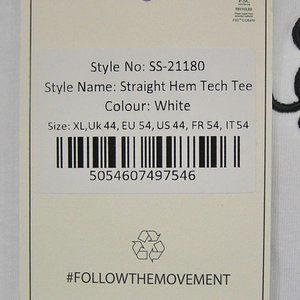 RECYCLED
Style No: SS-21180
Style Name: Straight Hem Tech Tee
Colour: White
Size: XL,Uk 44, EU 54, US 44, FR 54, IT 54
5054607497546
#FOLLOWTHEMOVEMENT